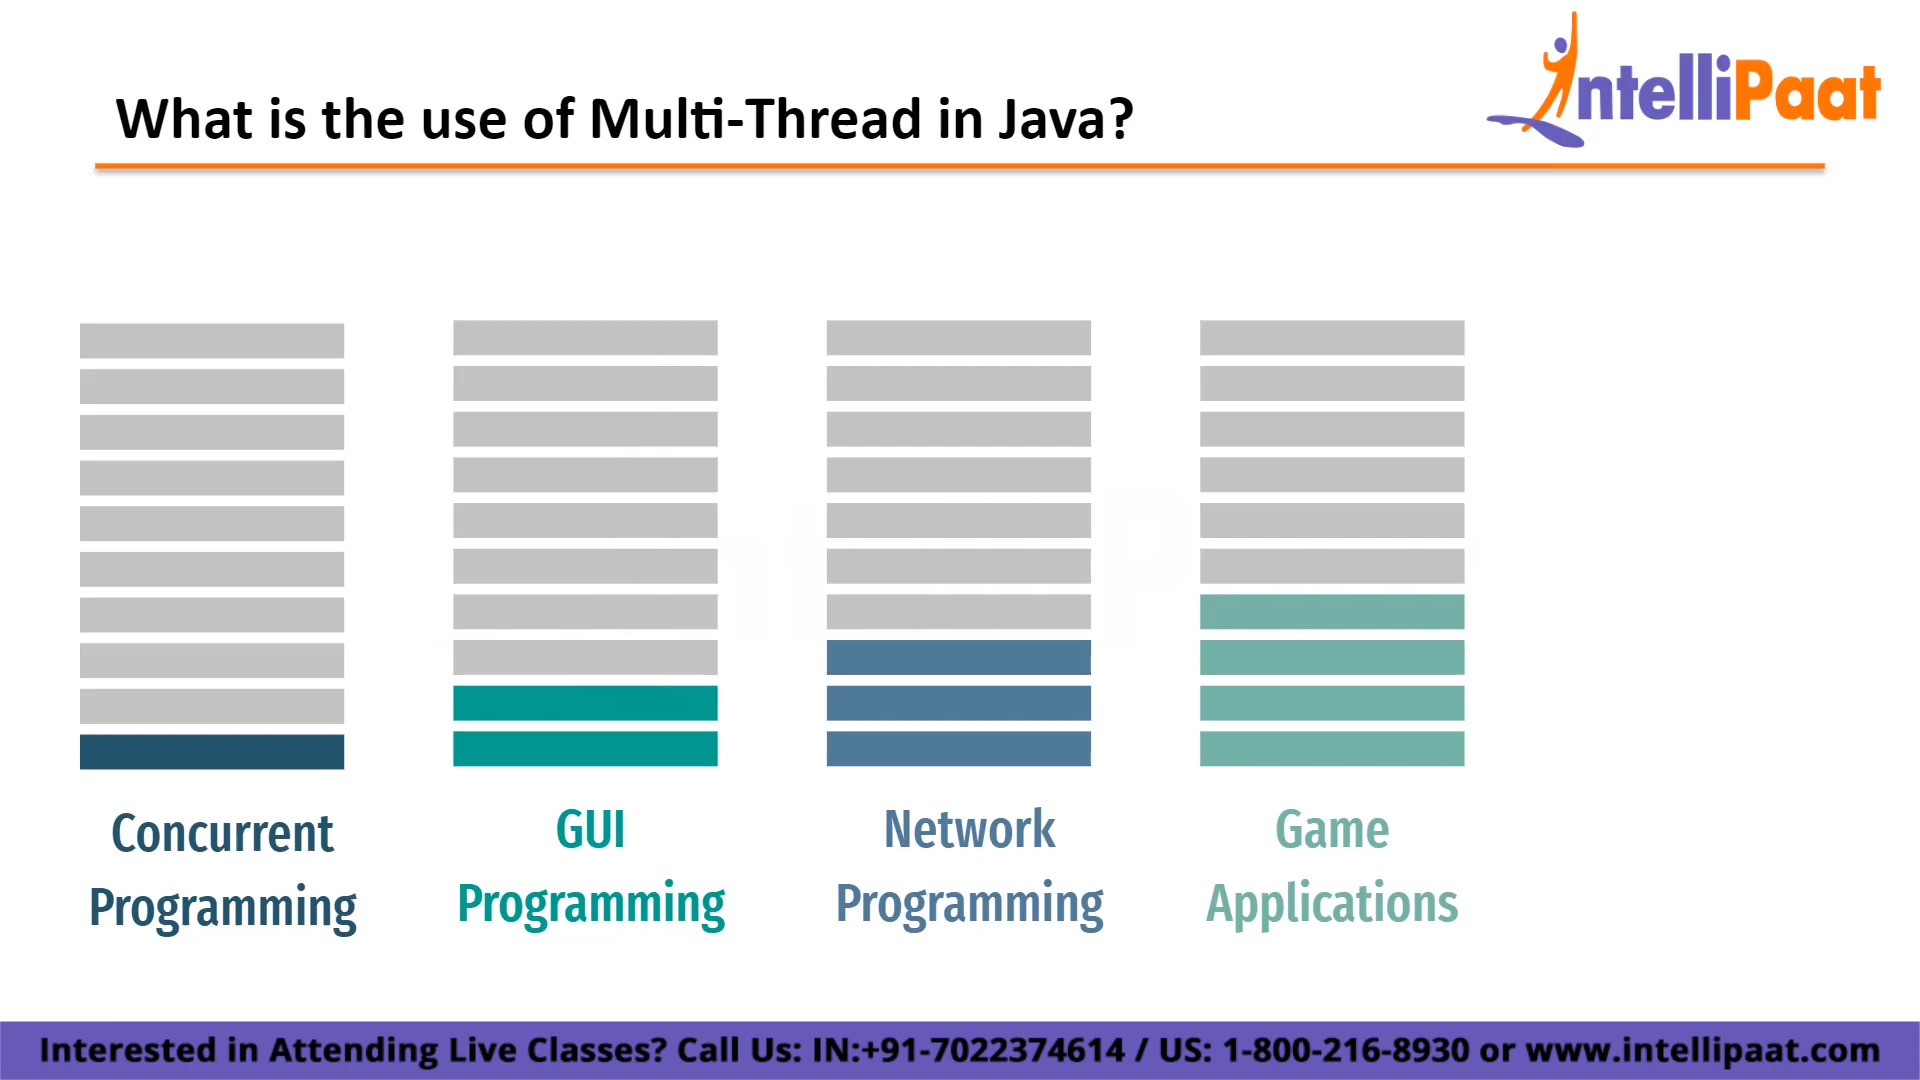 What is the use of Multi-Thread in Java?
IntelliPaat
Concurrent
Programming
GUI
Programming
Network
Programming
Game
Applications
Interested in Attending Live Classes? Call Us: IN:+91-7022374614 / US: 1-800-216-8930 or www.intellipaat.com